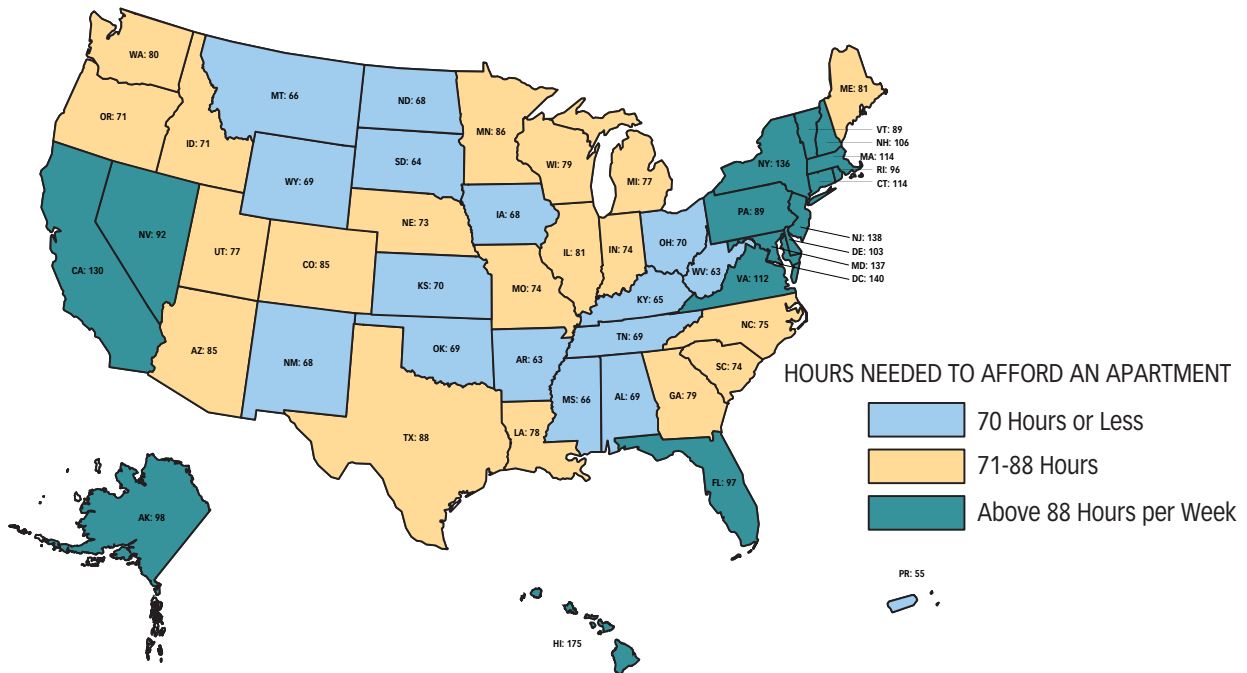 WA: 80
OR: 71
ID: 71
MT: 66
ND: 68
SD: 64
WY: 69
MN: 86
WI: 79
MI: 77
ME: 81
VT: 89
NH: 106
MA: 114
RI: 96
CT: 114
NY: 136
PA: 89
NJ: 138
DE: 103
MD: 137
DC: 140
CA: 130
NV: 92
UT: 77
CO: 85
NE: 73
IA: 68
IL: 81
IN: 74
OH: 70
WV: 63
VA: 112
KS: 70
MO: 74
KY: 65
AZ: 85
NM: 68
OK: 69
AR: 63
TN: 69
NC: 75
SC: 74
TX: 88
LA: 78
MS: 66
AL: 69
GA: 79
FL: 97
AK: 98
HI: 175
PR: 55
HOURS NEEDED TO AFFORD AN APARTMENT
70 Hours or Less
71-88 Hours
Above 88 Hours per Week